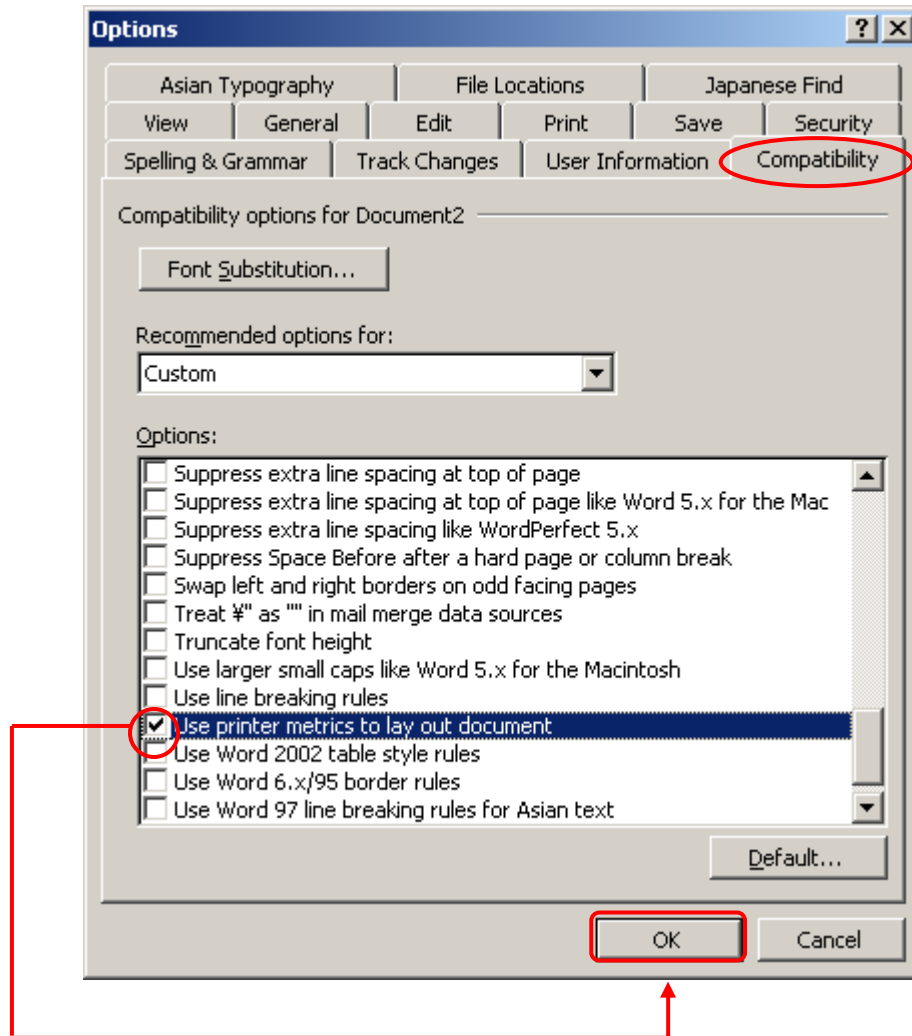 Options
Asian Typography File Locations Japanese Find
View General Edit Print Save Security
Spelling & Grammar Track Changes User Information Compatibility
Compatibility options for Document2
Font Substitution...
Recommended options for:
Custom
Options:
Suppress extra line spacing at top of page
Suppress extra line spacing at top of page like Word 5.x for the Mac
Suppress extra line spacing like WordPerfect 5.x
Suppress Space Before after a hard page or column break
Swap left and right borders on odd facing pages
Treat ¥" as "" in mail merge data sources
Truncate font height
Use larger small caps like Word 5.x for the Macintosh
Use line breaking rules
Use printer metrics to lay out document
Use Word 2002 table style rules
Use Word 6.x/95 border rules
Use Word 97 line breaking rules for Asian text
Default...
OK Cancel